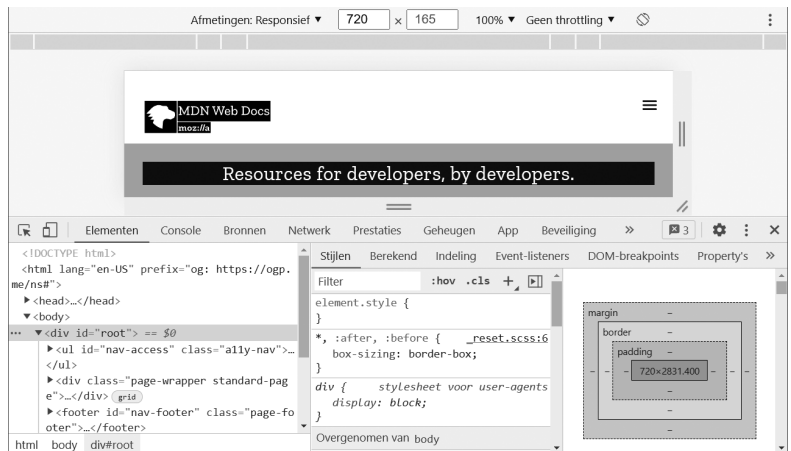 Afmetingen: Responsief ▼ 720 × 165 100% ▼ Geen throttling ▼
MDN Web Docs
moz://a
Resources for developers, by developers.
Elementen Console Bronnen Netwerk Prestaties Geheugen App Beveiliging » 3
<!DOCTYPE html>
<html lang="en-US" prefix="og: https://ogp.
me/ns#">
▶<head>…</head>
▼<body>
••• ▼<div id="root"> == $0
▶<ul id="nav-access" class="a11y-nav">…
</ul>
▶<div class="page-wrapper standard-pag
e">…</div> grid
▶<footer id="nav-footer" class="page-fo
oter">…</footer>
html body div#root
Stijlen Berekend Indeling Event-listeners DOM-breakpoints Property's »
Filter :hov .cls +
element.style {
}
*, :after, :before { _reset.scss:6
box-sizing: border-box;
}
div { stylesheet voor user-agents
display: block;
}
Overgenomen van body
margin –
border –
padding –
– – – 720×2831.400 – – –
–
–
–